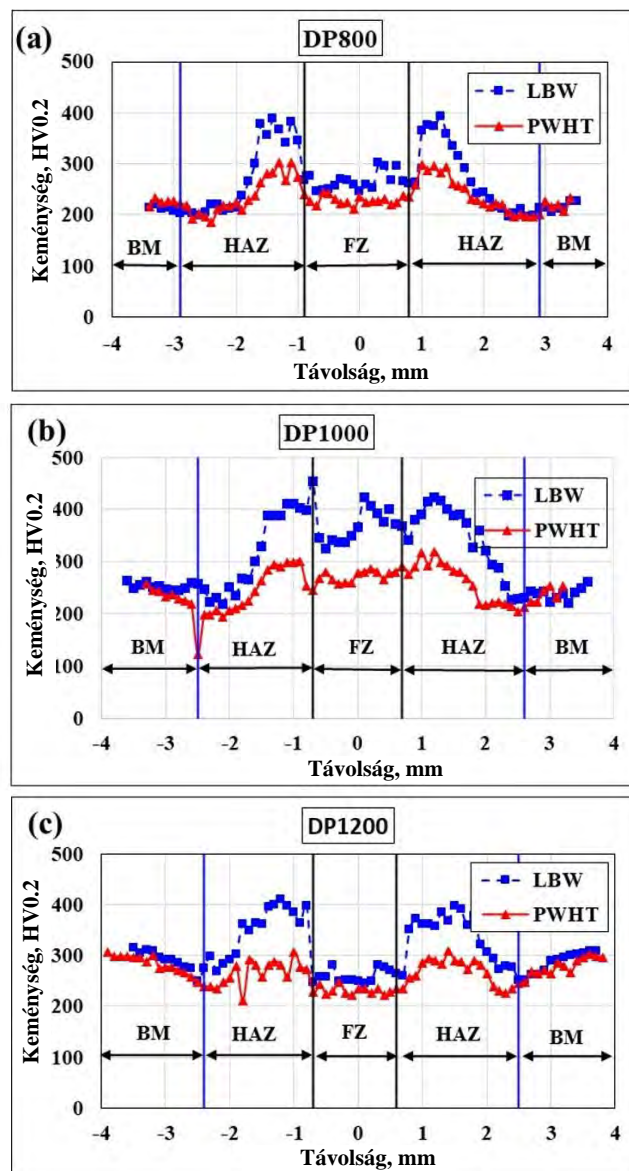 (a)
DP800
Keménység, HV0.2
500
400
300
200
100
0
LBW
PWHT
BM
HAZ
FZ
HAZ
BM
-4
-3
-2
-1
0
1
2
3
4
Távolság, mm
(b)
DP1000
Keménység, HV0.2
500
400
300
200
100
0
LBW
PWHT
BM
HAZ
FZ
HAZ
BM
-4
-3
-2
-1
0
1
2
3
4
Távolság, mm
(c)
DP1200
Keménység, HV0.2
500
400
300
200
100
0
LBW
PWHT
BM
HAZ
FZ
HAZ
BM
-4
-3
-2
-1
0
1
2
3
4
Távolság, mm